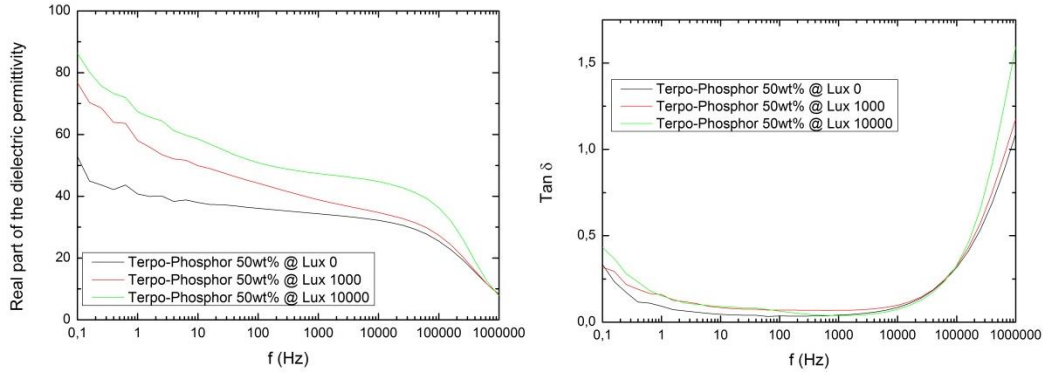 Real part of the dielectric permittivity
100
80
60
40
20
0
Terpo-Phosphor 50wt% @ Lux 0
Terpo-Phosphor 50wt% @ Lux 1000
Terpo-Phosphor 50wt% @ Lux 10000
0,1 1 10 100 1000 10000 100000 1000000
f (Hz)
Tan δ
1,5
1,0
0,5
0,0
Terpo-Phosphor 50wt% @ Lux 0
Terpo-Phosphor 50wt% @ Lux 1000
Terpo-Phosphor 50wt% @ Lux 10000
0,1 1 10 100 1000 10000 100000 1000000
f (Hz)